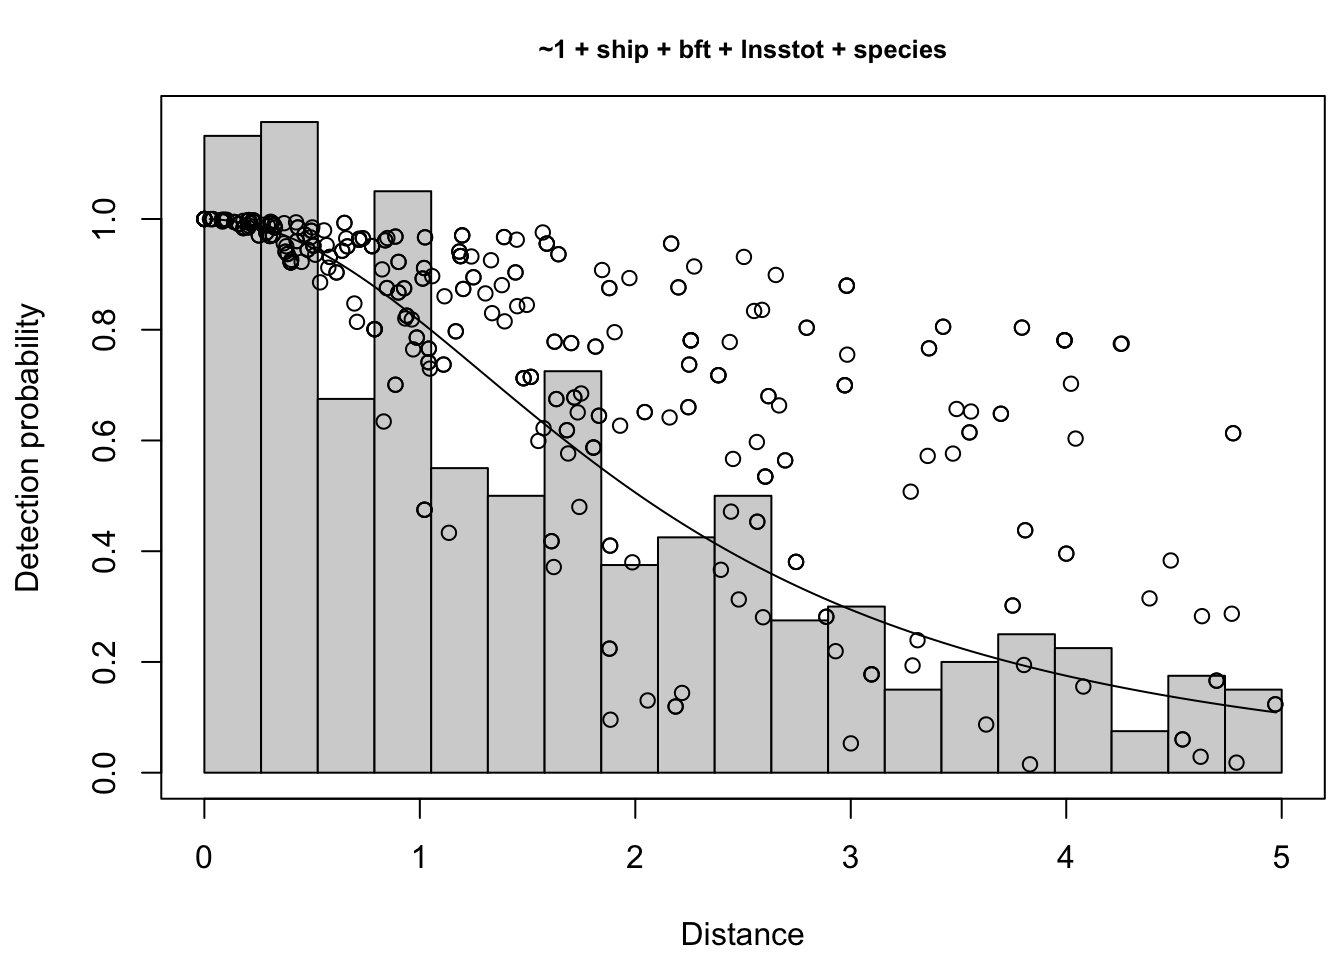 ~1 + ship + bft + lnsstot + species
Detection probability
1.0
0.8
0.6
0.4
0.2
0.0
0 1 2 3 4 5
Distance